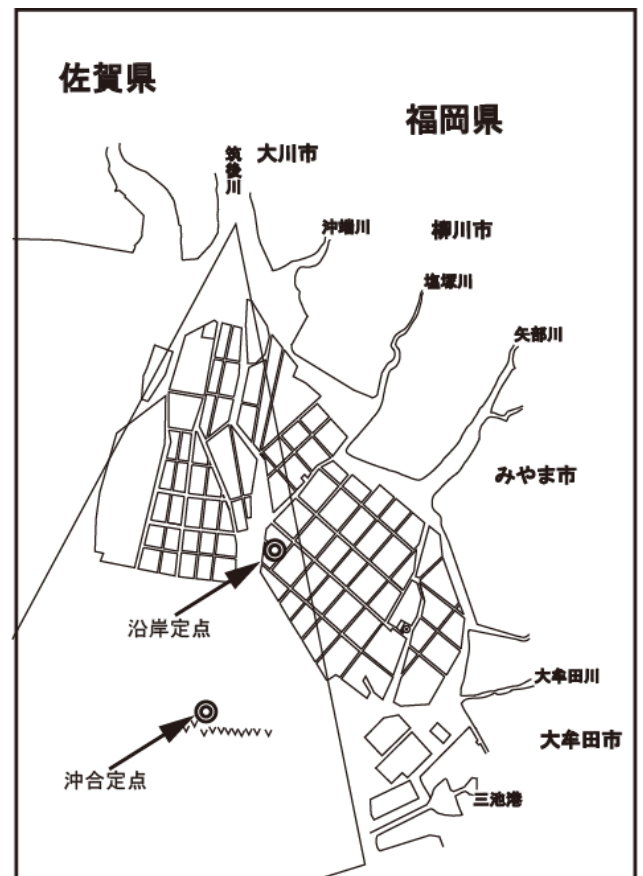 佐賀県
福岡県
筑後川
大川市
沖端川
柳川市
塩塚川
矢部川
みやま市
沿岸定点
大牟田川
大牟田市
沖合定点
三池港